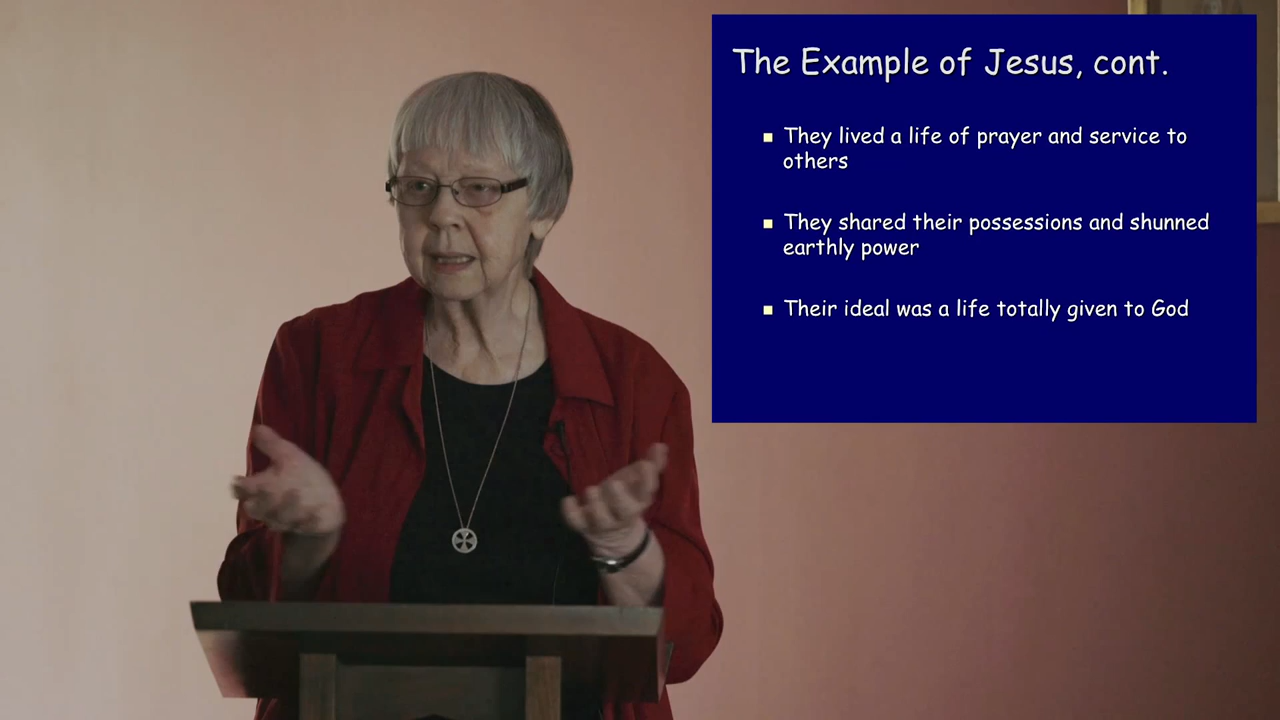 The Example of Jesus, cont.
They lived a life of prayer and service to
others
They shared their possessions and shunned
earthly power
Their ideal was a life totally given to God